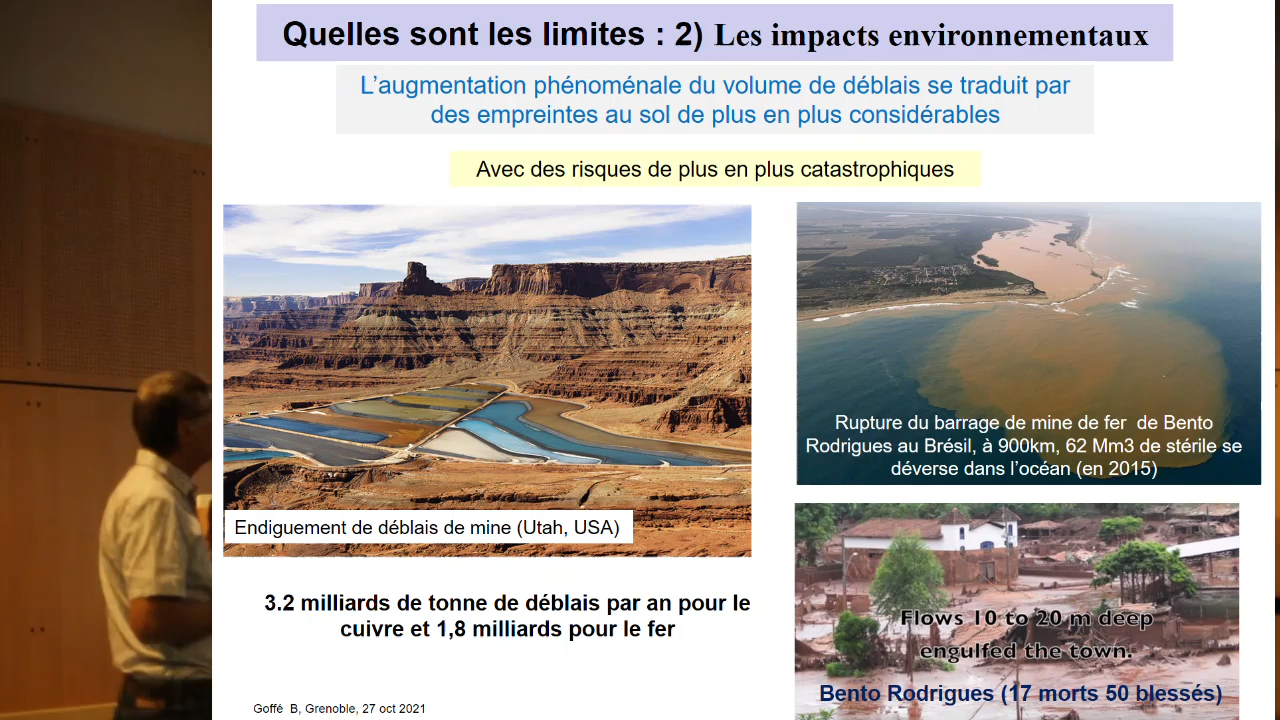 Quelles sont les limites : 2) Les impacts environnementaux
L'augmentation phénoménale du volume de déblais se traduit par
des empreintes au sol de plus en plus considérables
Avec des risques de plus en plus catastrophiques
Rupture du barrage de mine de fer de Bento
Rodrigues au Brésil, à 900km, 62 Mm3 de stérile se
déverse dans l'océan (en 2015)
Endiguement de déblais de mine (Utah, USA)
3.2 milliards de tonne de déblais par an pour le
cuivre et 1,8 milliards pour le fer
Flows 10 to 20 m deep
engulfed the town.
Bento Rodrigues (17 morts 50 blessés)
Goffé B, Grenoble, 27 oct 2021